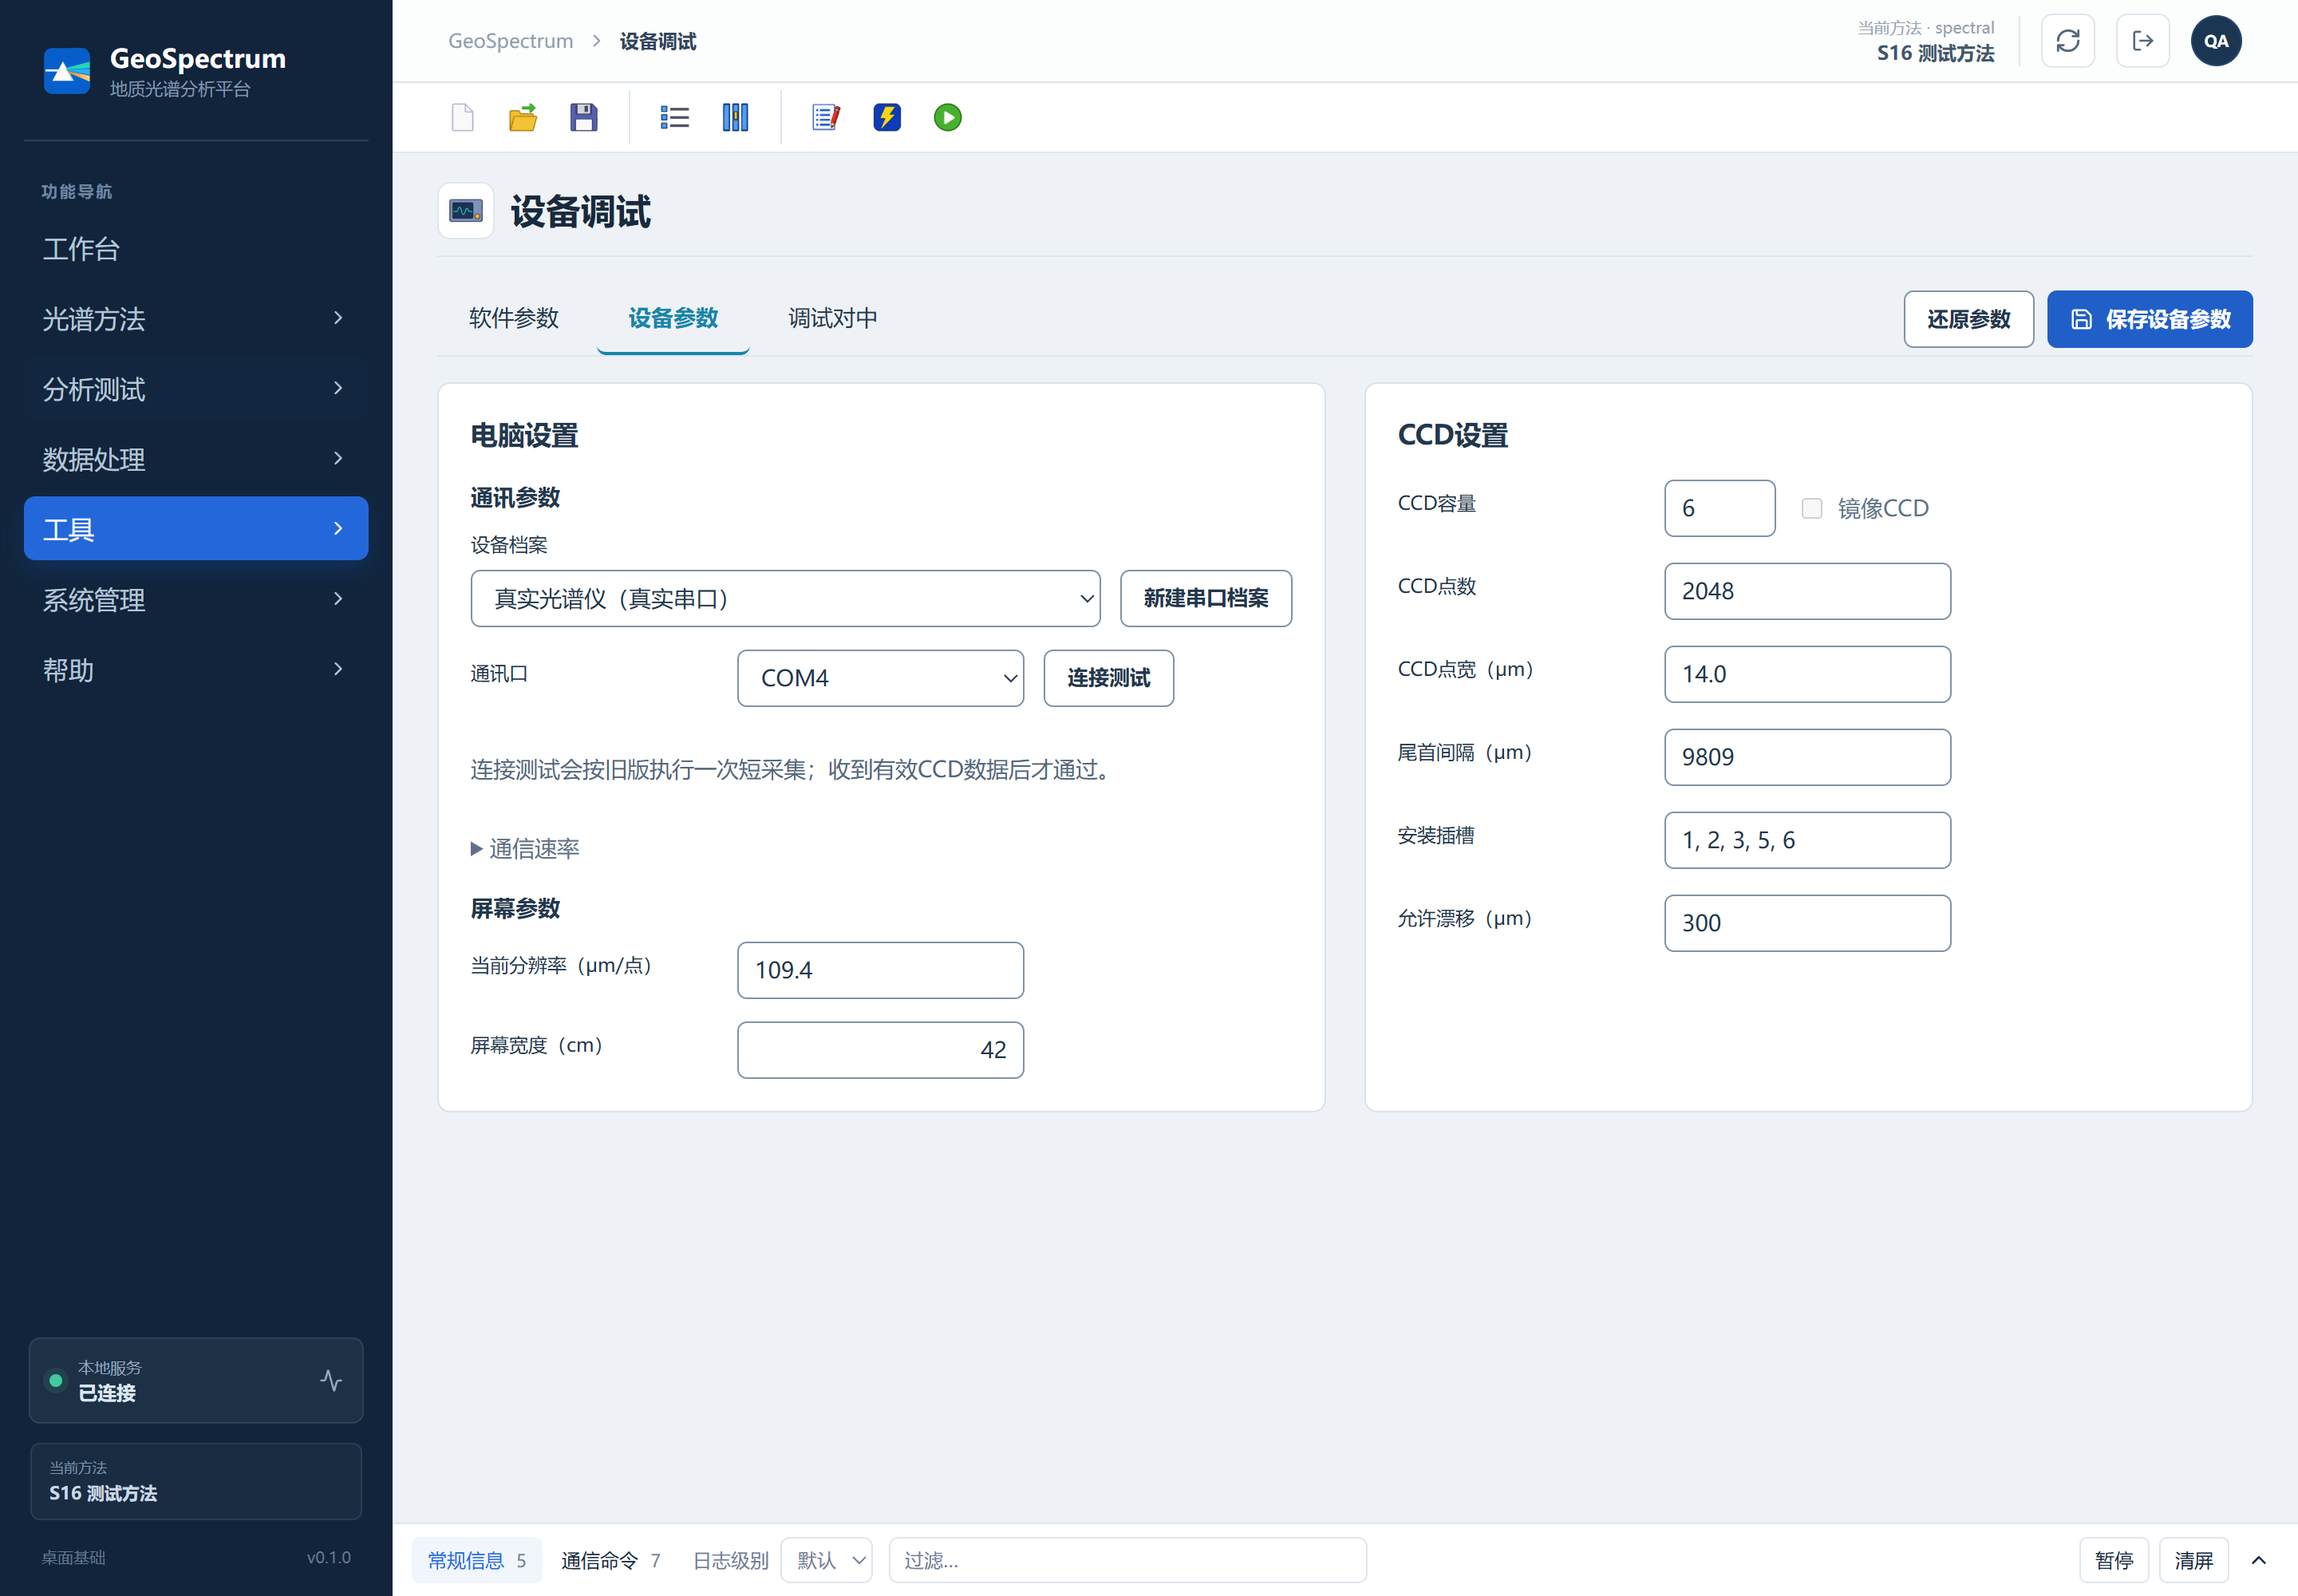 GeoSpectrum
地质光谱分析平台
功能导航
工作台
光谱方法
分析测试
数据处理
工具
系统管理
帮助
本地服务
已连接
当前方法
S16 测试方法
桌面基础 v0.1.0
GeoSpectrum 设备调试
当前方法 · spectral
S16 测试方法
QA
设备调试
软件参数 设备参数 调试对中
还原参数 保存设备参数
电脑设置
通讯参数
设备档案
真实光谱仪（真实串口） 新建串口档案
通讯口 COM4 连接测试
连接测试会按旧版执行一次短采集；收到有效CCD数据后才通过。
通信速率
屏幕参数
当前分辨率（μm/点） 109.4
屏幕宽度（cm） 42
CCD设置
CCD容量 6 镜像CCD
CCD点数 2048
CCD点宽（μm） 14.0
尾首间隔（μm） 9809
安装插槽 1, 2, 3, 5, 6
允许漂移（μm） 300
常规信息 5 通信命令 7 日志级别 默认 过滤... 暂停 清屏